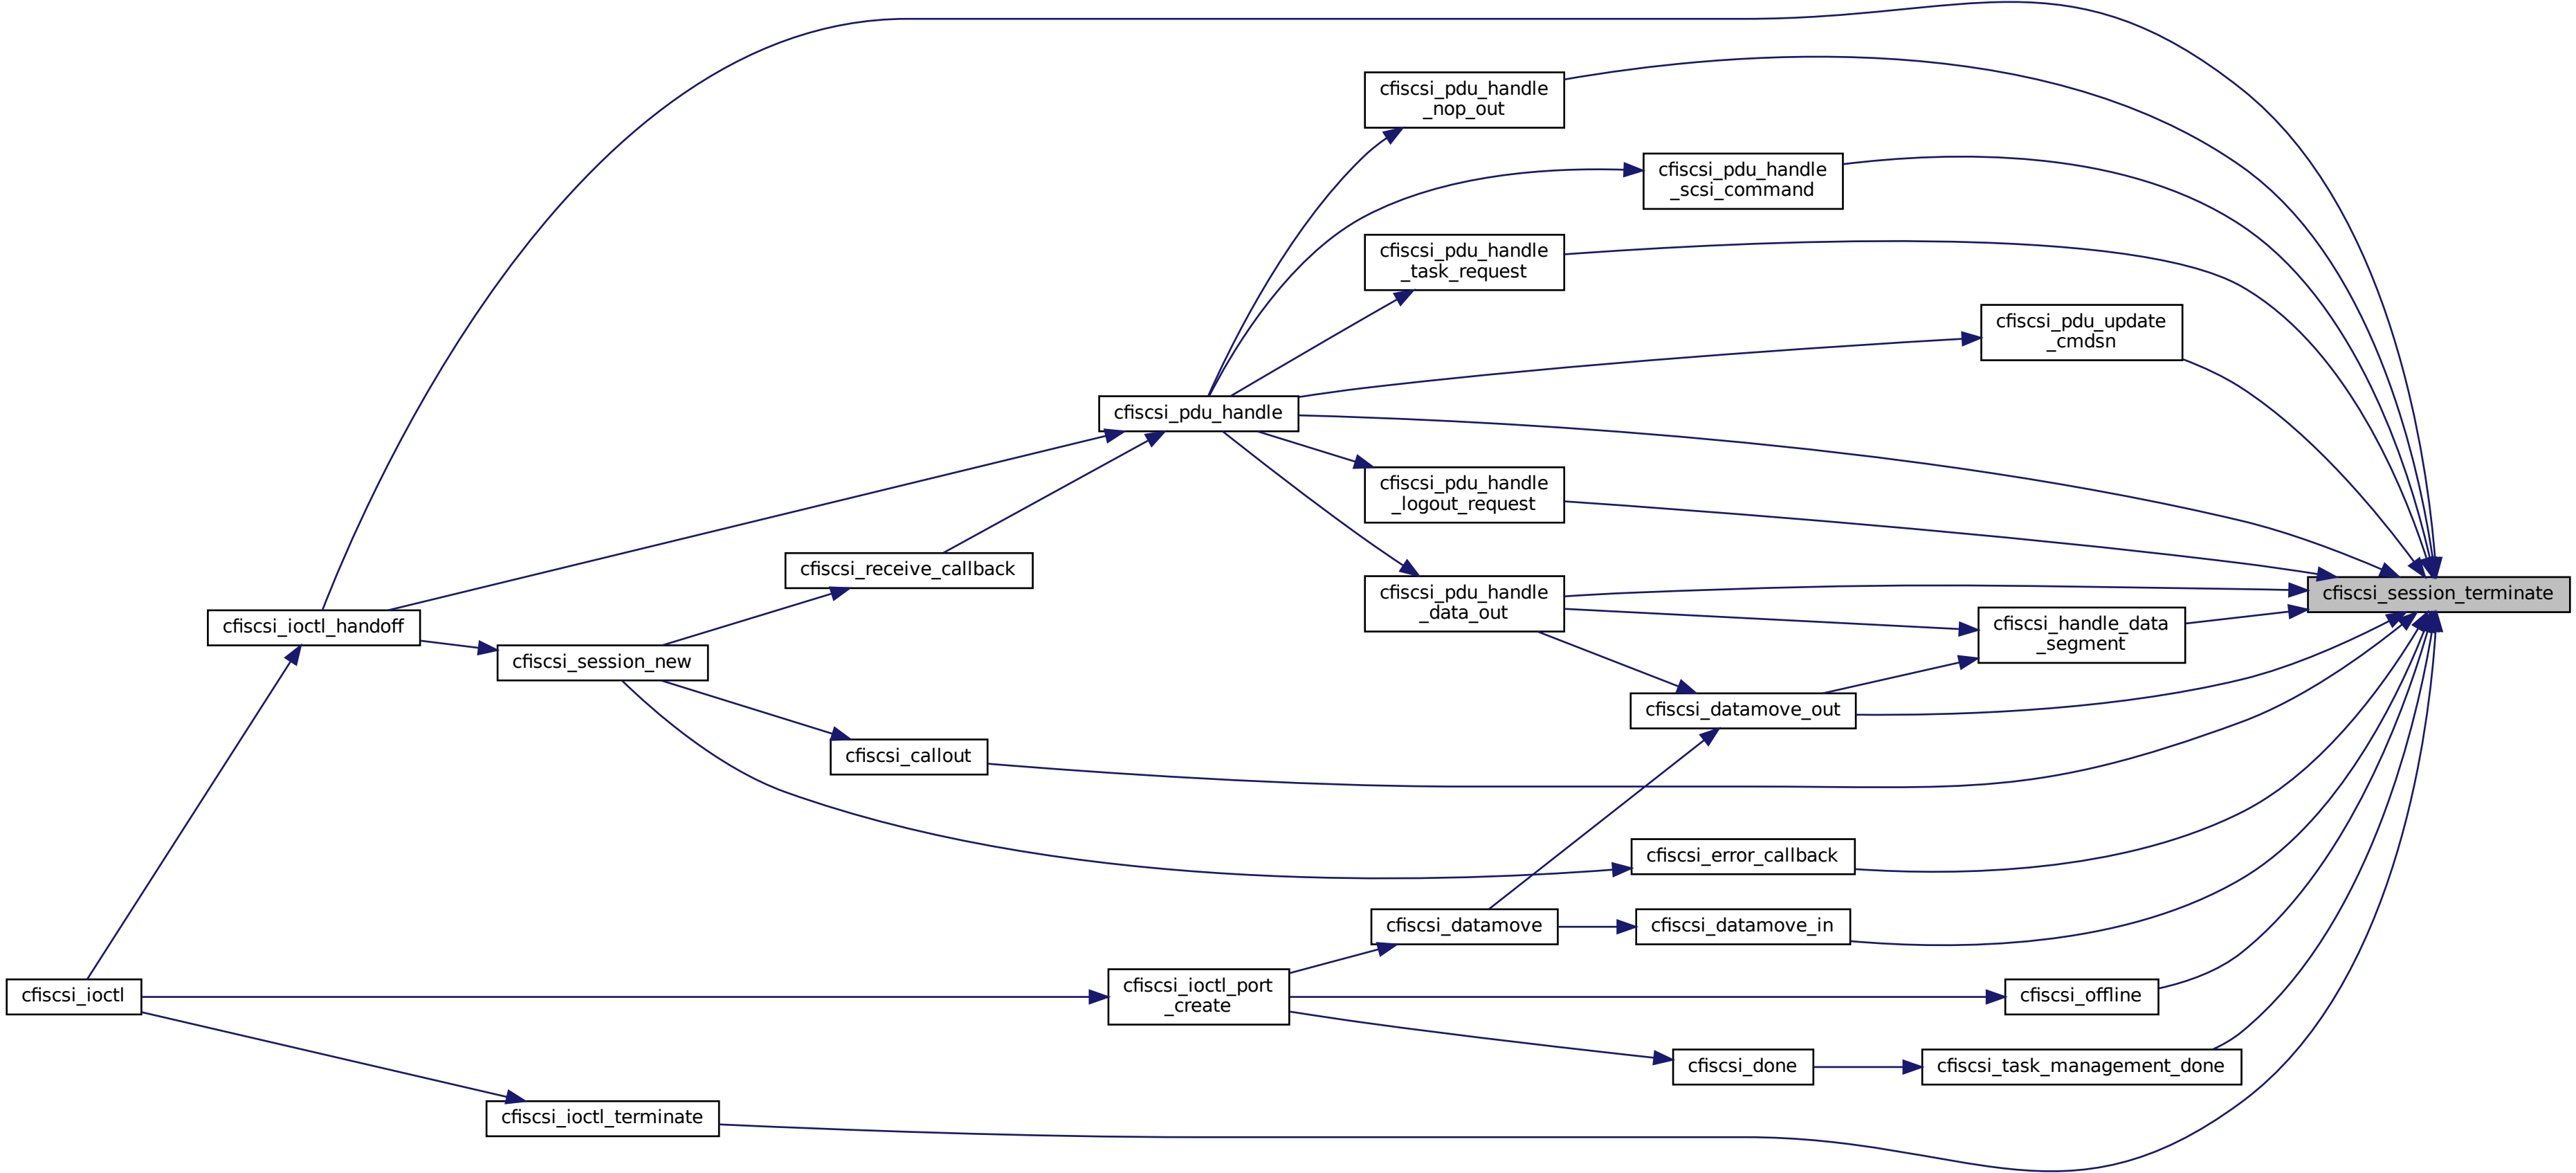 cfiscsi_pdu_handle
_nop_out
cfiscsi_pdu_handle
_scsi_command
cfiscsi_pdu_handle
_task_request
cfiscsi_pdu_update
_cmdsn
cfiscsi_pdu_handle
cfiscsi_pdu_handle
_logout_request
cfiscsi_receive_callback
cfiscsi_pdu_handle
_data_out
cfiscsi_session_terminate
cfiscsi_handle_data
_segment
cfiscsi_ioctl_handoff
cfiscsi_session_new
cfiscsi_datamove_out
cfiscsi_callout
cfiscsi_error_callback
cfiscsi_datamove
cfiscsi_datamove_in
cfiscsi_ioctl
cfiscsi_ioctl_port
_create
cfiscsi_offline
cfiscsi_done
cfiscsi_task_management_done
cfiscsi_ioctl_terminate